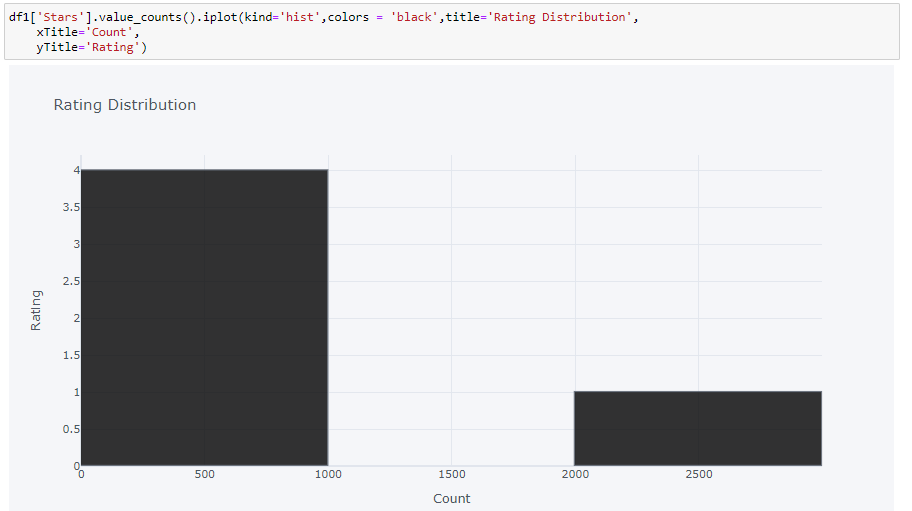 df1['Stars'].value_counts().iplot(kind='hist',colors = 'black',title='Rating Distribution',
xTitle='Count',
yTitle='Rating')
Rating Distribution
4
3.5
3
2.5
2
1.5
1
0.5
0
Rating
0 500 1000 1500 2000 2500
Count